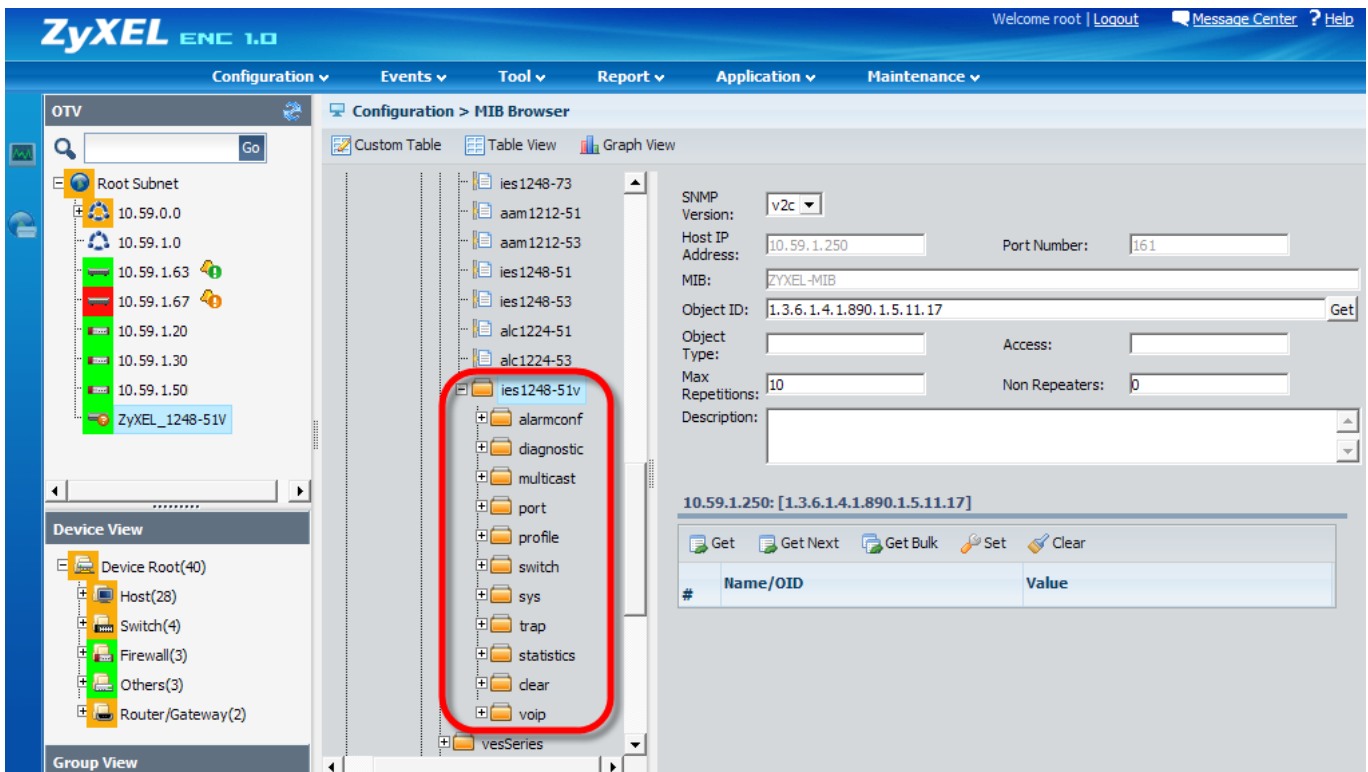 ZyXEL ENC 1.0
Welcome root | Logout Message Center ? Help
Configuration Events Tool Report Application Maintenance
OTV
Go
Root Subnet
10.59.0.0
10.59.1.0
10.59.1.63
10.59.1.67
10.59.1.20
10.59.1.30
10.59.1.50
ZyXEL_1248-51V
Device View
Device Root(40)
Host(28)
Switch(4)
Firewall(3)
Others(3)
Router/Gateway(2)
Group View
Configuration > MIB Browser
Custom Table Table View Graph View
ies1248-73
aam1212-51
aam1212-53
ies1248-51
ies1248-53
alc1224-51
alc1224-53
ies1248-51v
alarmconf
diagnostic
multicast
port
profile
switch
sys
trap
statistics
clear
voip
vesSeries
SNMP
Version: v2c
Host IP
Address: 10.59.1.250 Port Number: 161
MIB: ZYXEL-MIB
Object ID: 1.3.6.1.4.1.890.1.5.11.17 Get
Object
Type: Access:
Max
Repetitions: 10 Non Repeaters: 0
Description:
10.59.1.250: [1.3.6.1.4.1.890.1.5.11.17]
Get Get Next Get Bulk Set Clear
# Name/OID Value